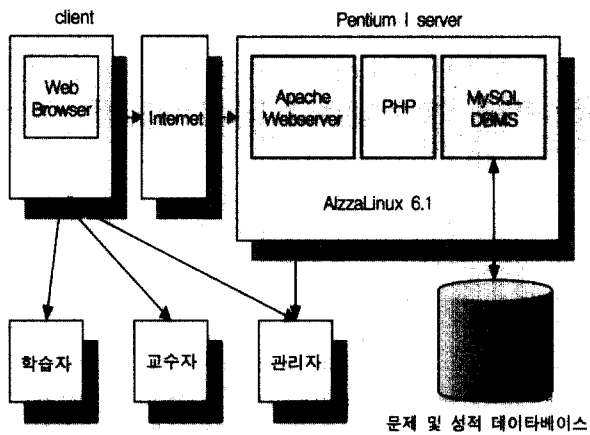 client
Pentium I server
Web
Browser
Internet
Apache
Webserver
PHP
MySQL
DBMS
AlzzaLinux 6.1
학습자
교수자
관리자
문제 및 성적 데이타베이스